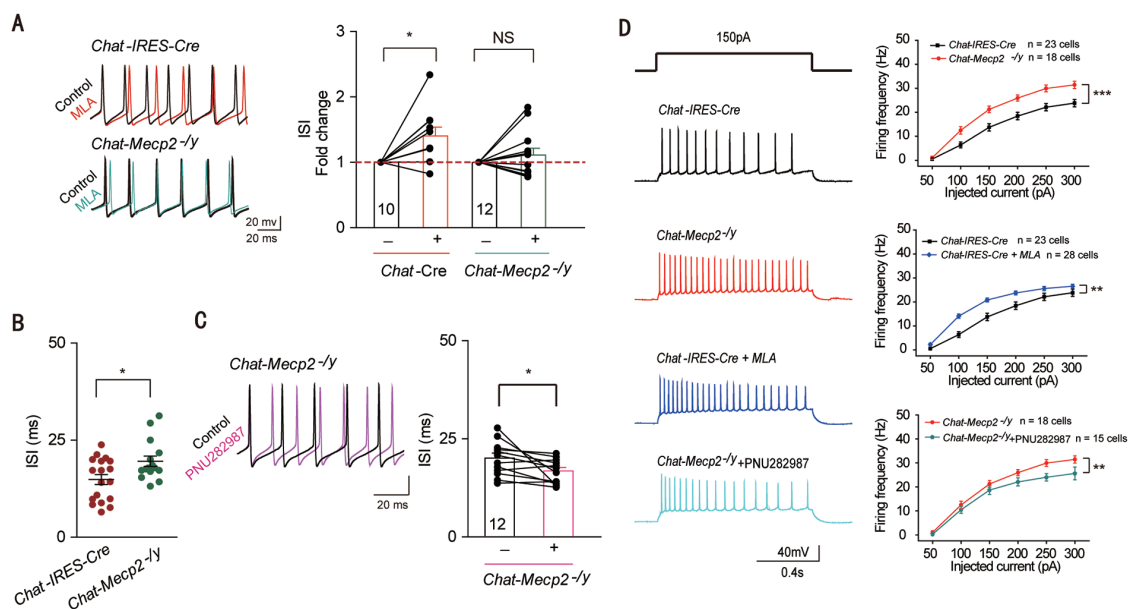 A
Chat-IRES-Cre
Control
MLA
Chat-Mecp2-/y
Control
MLA
20 mv
20 ms
ISI
Fold change
3
2
1
0
*
NS
10
12
– + – +
Chat-Cre
Chat-Mecp2-/y
B
ISI (ms)
50
25
0
*
Chat-IRES-Cre
Chat-Mecp2-/y
C
Chat-Mecp2-/y
Control
PNU282987
20 ms
ISI (ms)
50
25
0
*
12
– +
Chat-Mecp2-/y
D
150pA
Chat-IRES-Cre
Chat-Mecp2-/y
Chat-IRES-Cre + MLA
Chat-Mecp2-/y+PNU282987
40mV
0.4s
Firing frequency (Hz)
50
40
30
20
10
0
Chat-IRES-Cre n = 23 cells
Chat-Mecp2 -/y n = 18 cells
***
50 100 150 200 250 300
Injected current (pA)
Firing frequency (Hz)
50
40
30
20
10
0
Chat-IRES-Cre n = 23 cells
Chat-IRES-Cre + MLA n = 28 cells
**
50 100 150 200 250 300
Injected current (pA)
Firing frequency (Hz)
50
40
30
20
10
0
Chat-Mecp2-/y n = 18 cells
Chat-Mecp2-/y+PNU282987 n = 15 cells
**
50 100 150 200 250 300
Injected current (pA)